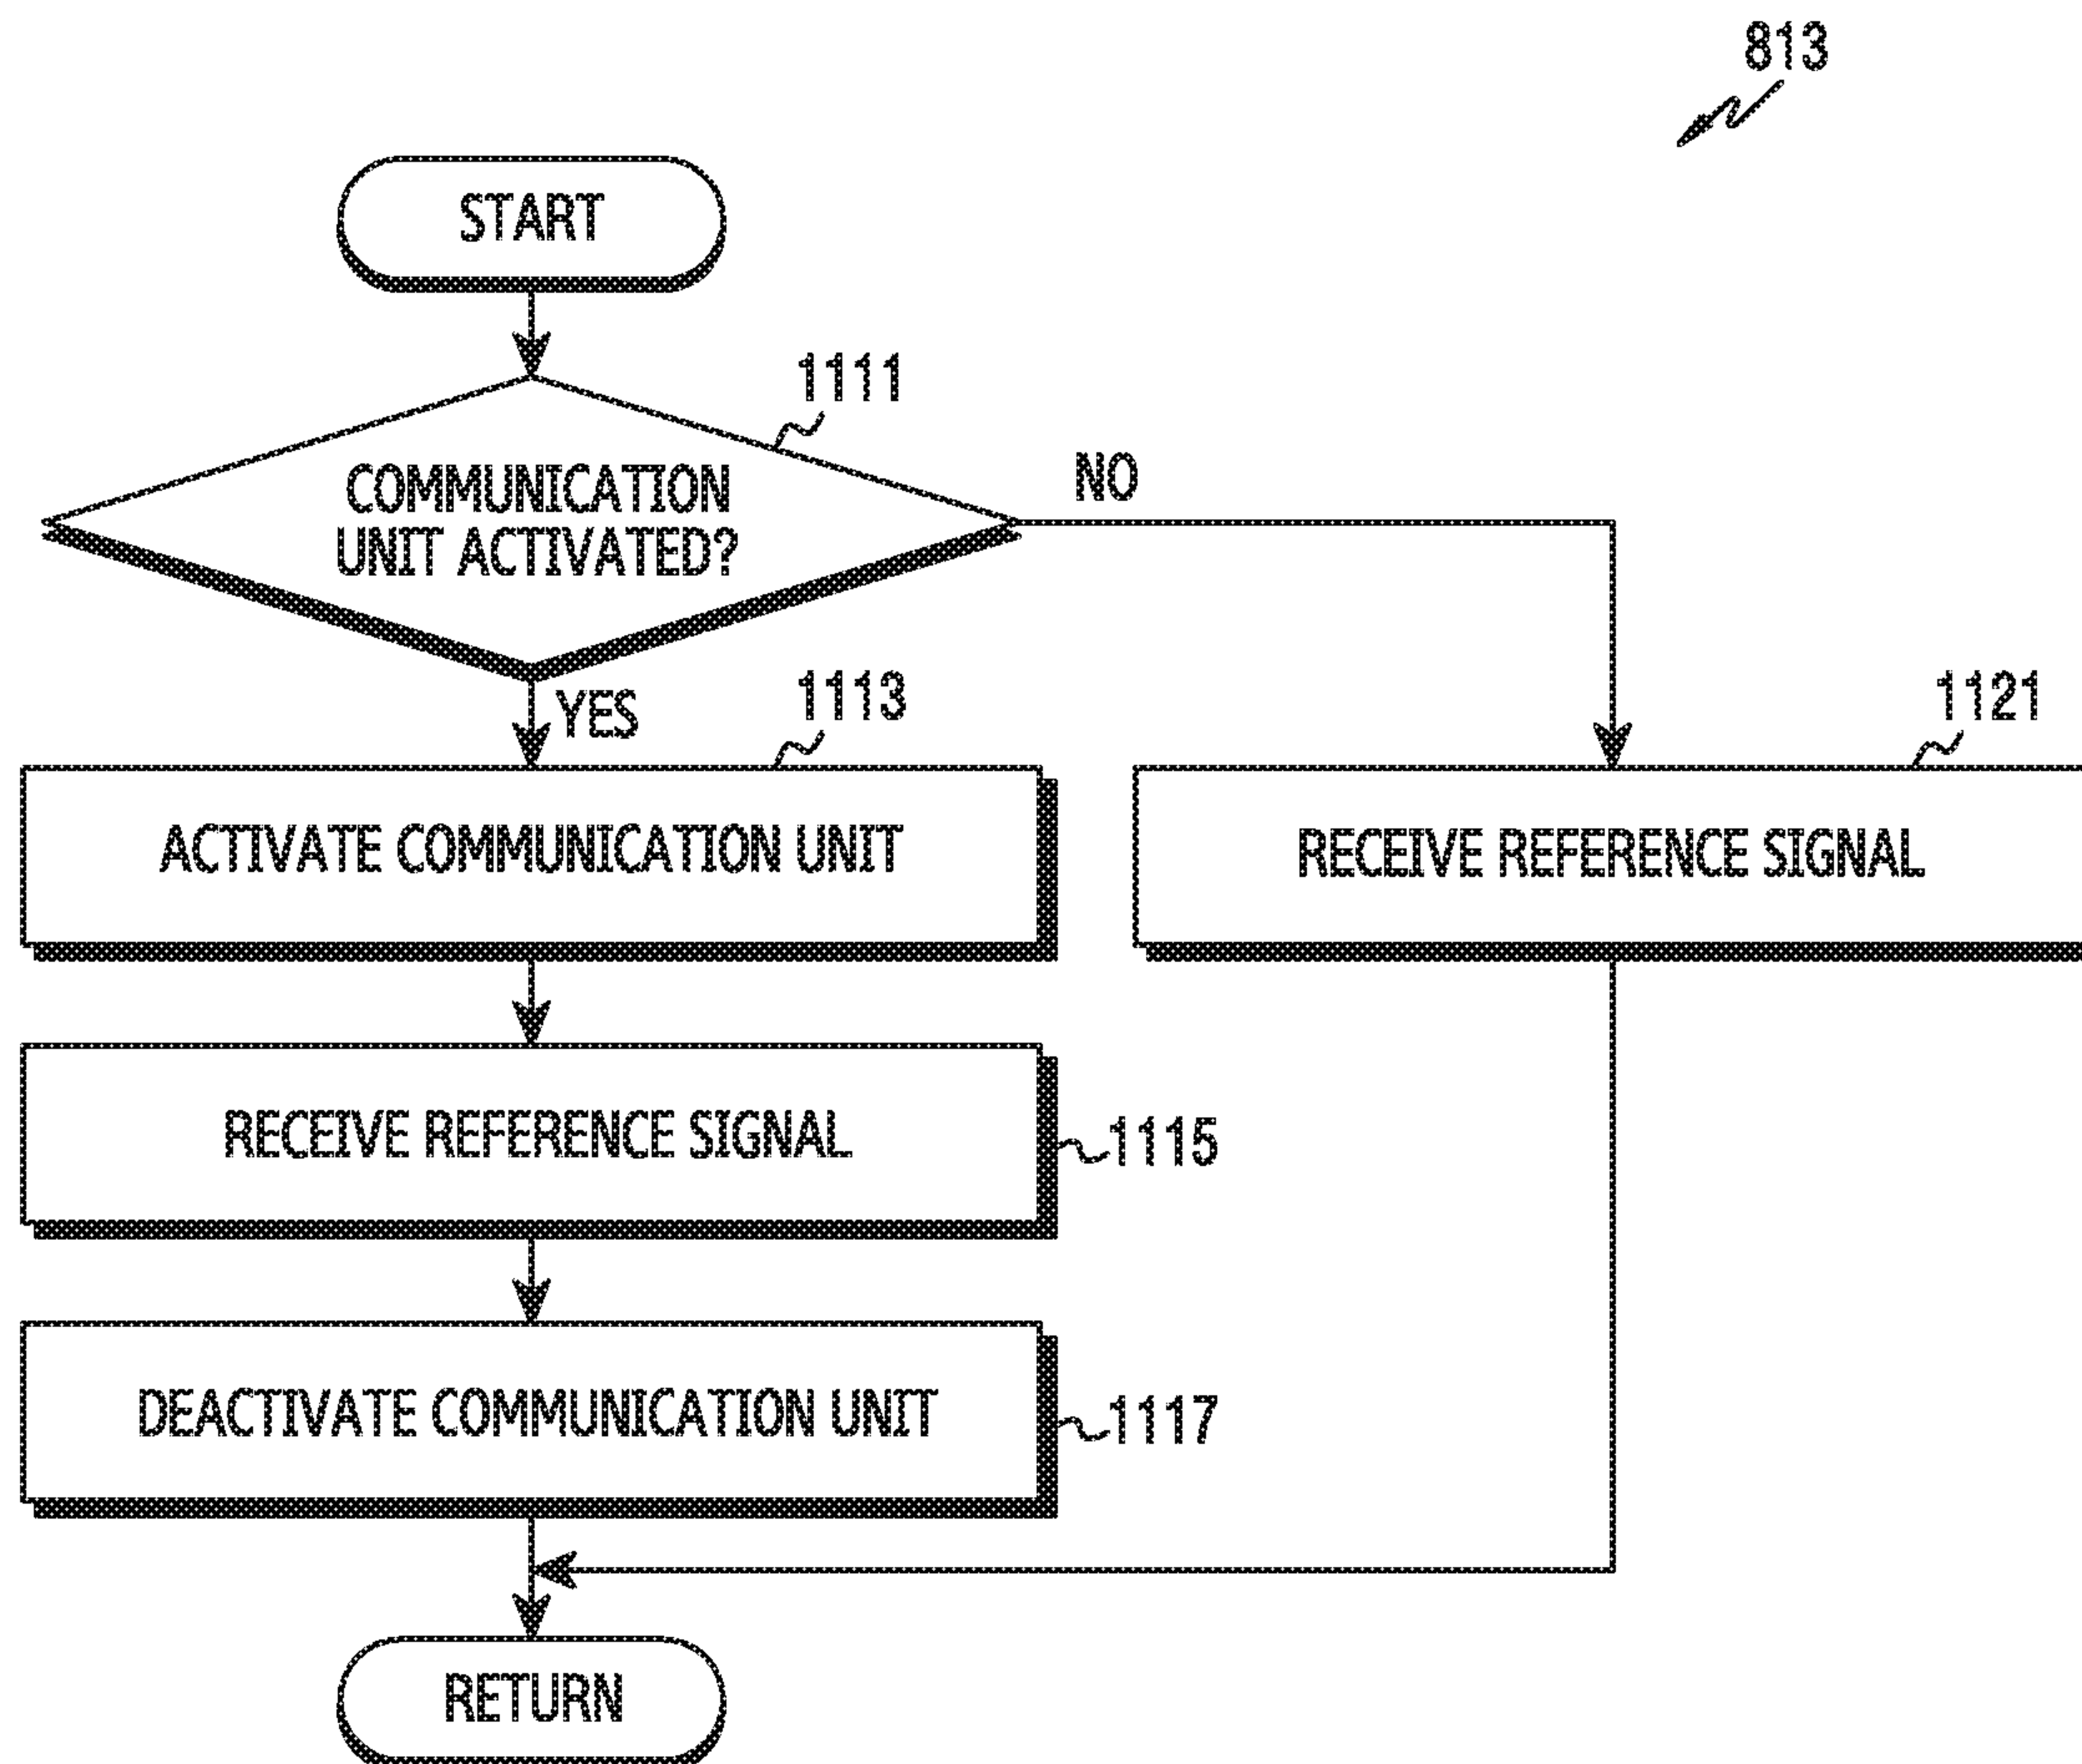 813
START
1111
COMMUNICATION
UNIT ACTIVATED?
NO
YES
1113
1121
ACTIVATE COMMUNICATION UNIT
RECEIVE REFERENCE SIGNAL
RECEIVE REFERENCE SIGNAL
1115
DEACTIVATE COMMUNICATION UNIT
1117
RETURN